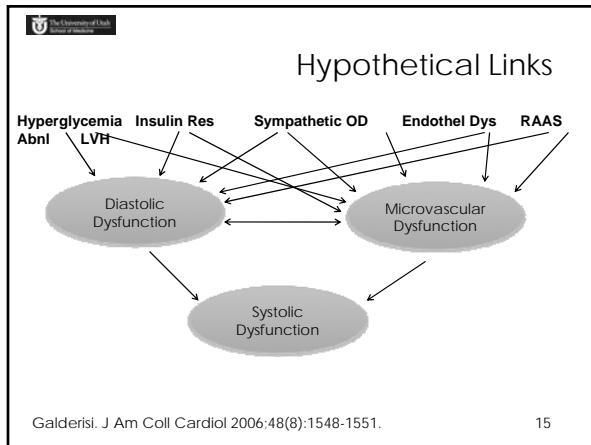 The University of Utah
School of Medicine
Hypothetical Links
Hyperglycemia Insulin Res Sympathetic OD Endothel Dys RAAS
Abnl LVH
Diastolic
Dysfunction
Microvascular
Dysfunction
Systolic
Dysfunction
Galderisi. J Am Coll Cardiol 2006;48(8):1548-1551. 15